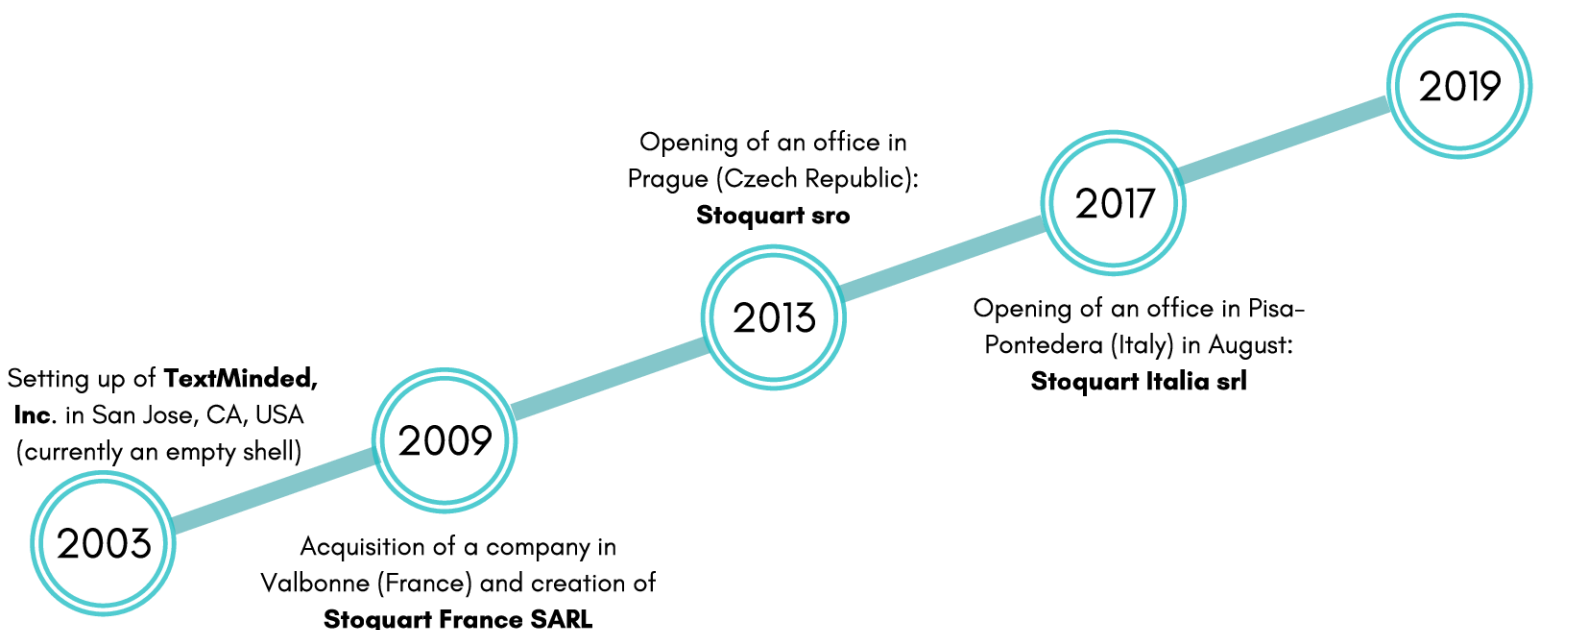 Setting up of TextMinded,
Inc. in San Jose, CA, USA
(currently an empty shell)
2003
2009
Acquisition of a company in
Valbonne (France) and creation of
Stoquart France SARL
Opening of an office in
Prague (Czech Republic):
Stoquart sro
2013
2017
Opening of an office in Pisa-
Pontedera (Italy) in August:
Stoquart Italia srl
2019